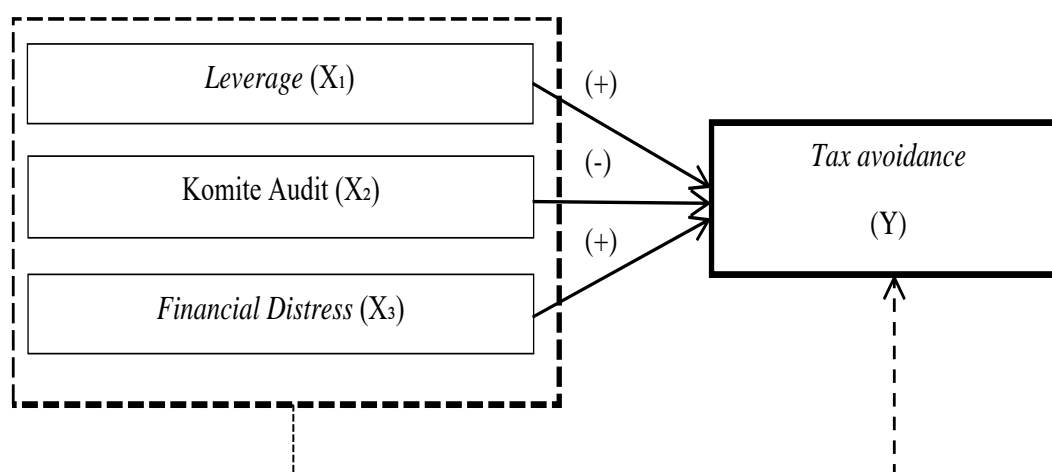 Leverage (X₁)
(+)
Tax avoidance
(Y)
(-)
Komite Audit (X₂)
(+)
Financial Distress (X₃)